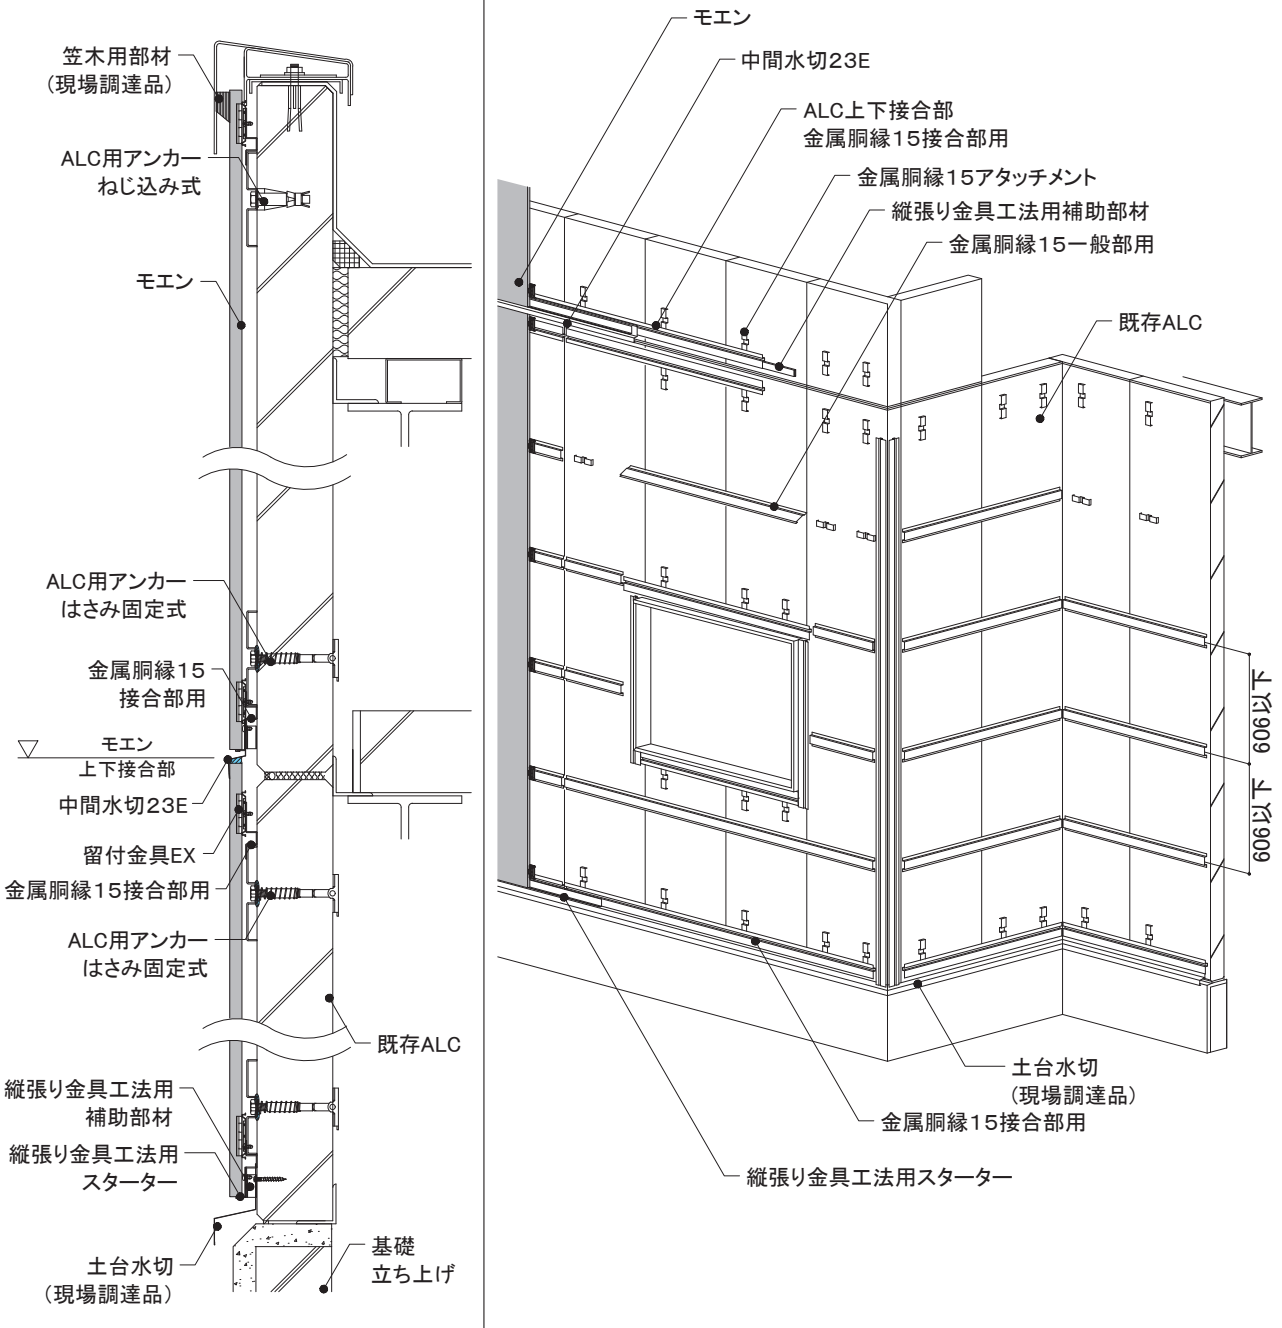 笠木用部材
(現場調達品)
ALC用アンカー
ねじ込み式
モエン
ALC用アンカー
はさみ固定式
金属胴縁15
接合部用
モエン
上下接合部
中間水切23E
留付金具EX
金属胴縁15接合部用
ALC用アンカー
はさみ固定式
既存ALC
縦張り金具工法用
補助部材
縦張り金具工法用
スターター
土台水切
(現場調達品)
基礎
立ち上げ
モエン
中間水切23E
ALC上下接合部
金属胴縁15接合部用
金属胴縁15アタッチメント
縦張り金具工法用補助部材
金属胴縁15一般部用
既存ALC
606以下
606以下
土台水切
(現場調達品)
金属胴縁15接合部用
縦張り金具工法用スターター